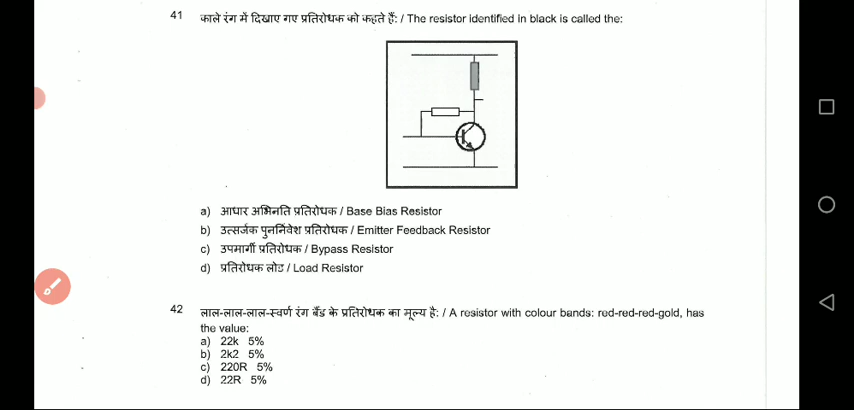 41 काले रंग में दिखाए गए प्रतिरोधक को कहते हैं: / The resistor identified in black is called the:
a) आधार अभिनति प्रतिरोधक / Base Bias Resistor
b) उत्सर्जक पुनर्निवेश प्रतिरोधक / Emitter Feedback Resistor
c) उपमार्गी प्रतिरोधक / Bypass Resistor
d) प्रतिरोधक लोड / Load Resistor
42 लाल-लाल-लाल-स्वर्ण रंग बैंड के प्रतिरोधक का मूल्य है: / A resistor with colour bands: red-red-red-gold, has
the value:
a) 22k 5%
b) 2k2 5%
c) 220R 5%
d) 22R 5%